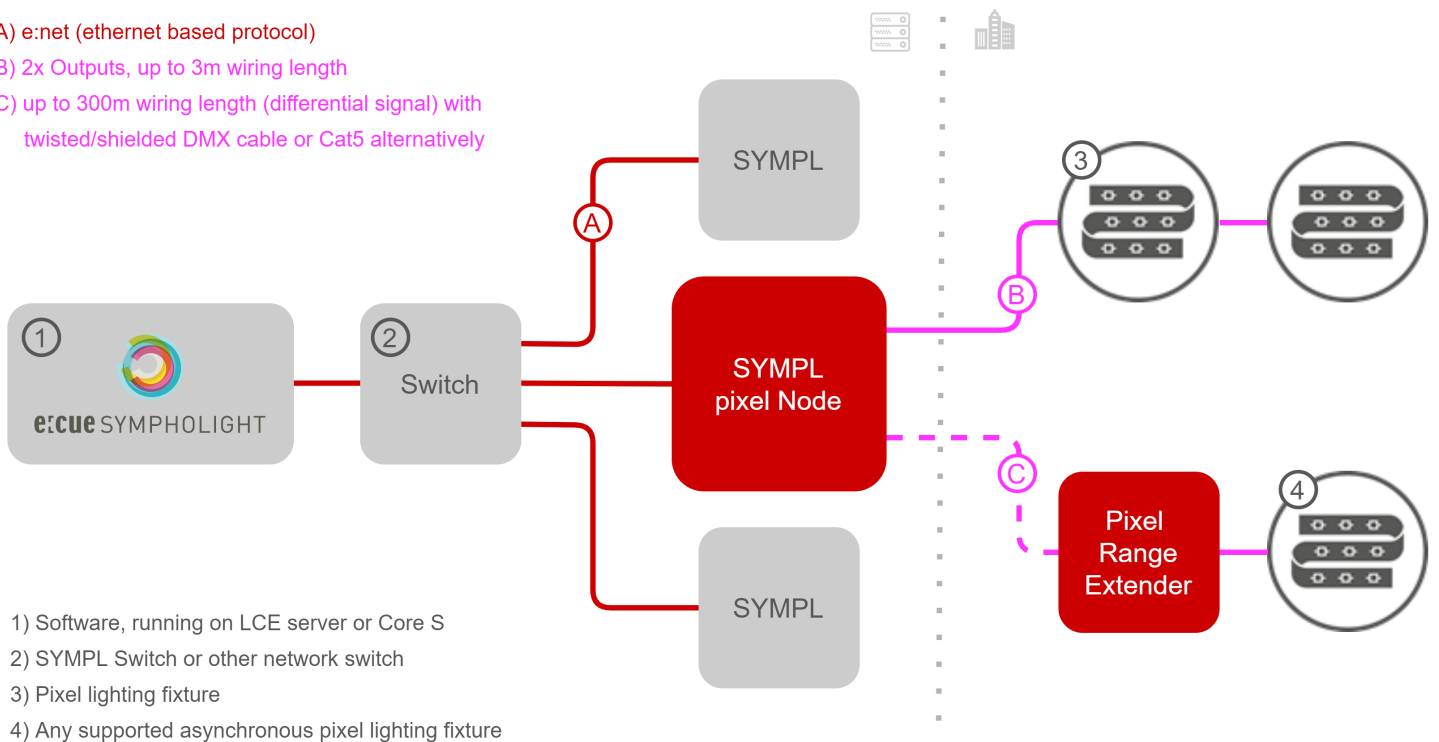 A) e:net (ethernet based protocol)
B) 2x Outputs, up to 3m wiring length
C) up to 300m wiring length (differential signal) with
twisted/shielded DMX cable or Cat5 alternatively
SYMPL
3
A
B
1
2
e:cue SYMPHOLIGHT
Switch
SYMPL
pixel Node
C
4
Pixel
Range
Extender
SYMPL
1) Software, running on LCE server or Core S
2) SYMPL Switch or other network switch
3) Pixel lighting fixture
4) Any supported asynchronous pixel lighting fixture